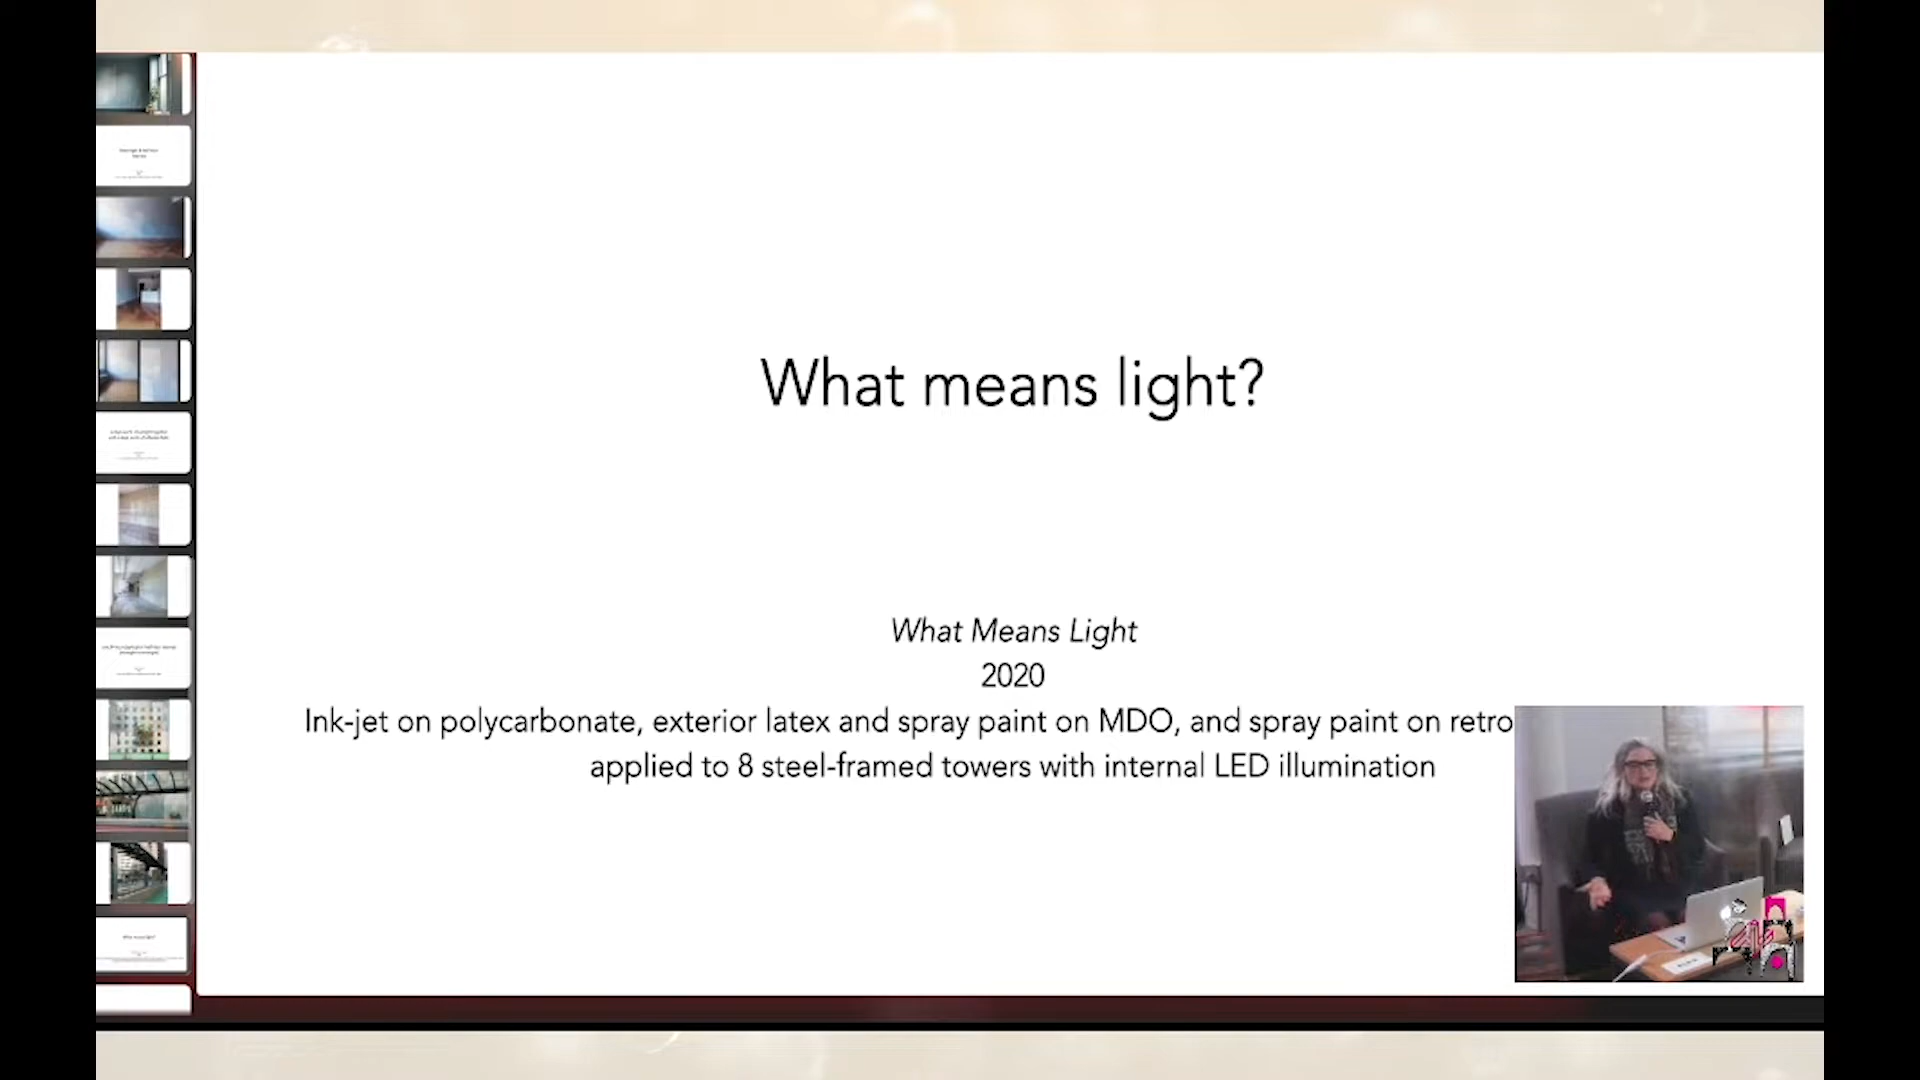 What means light?
What Means Light
2020
Ink-jet on polycarbonate, exterior latex and spray paint on MDO, and spray paint on retro
applied to 8 steel-framed towers with internal LED illumination